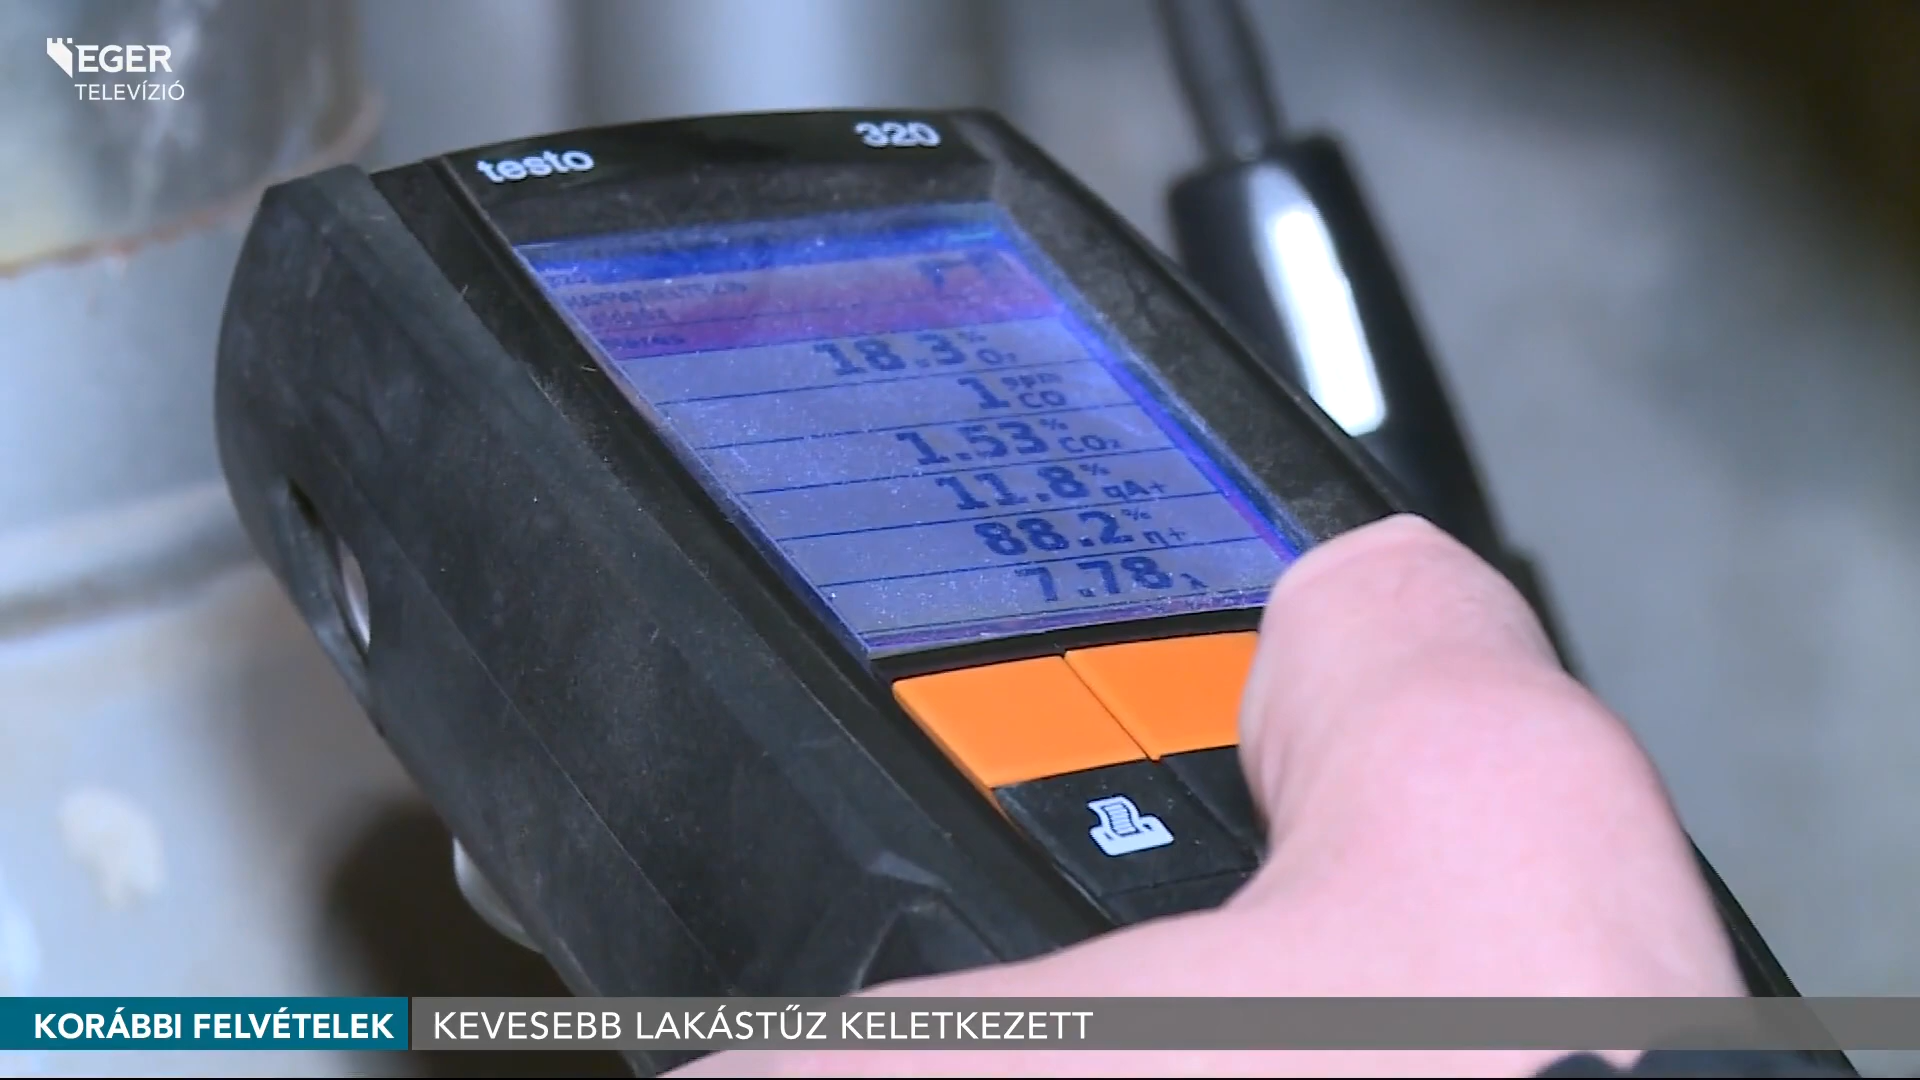 EGER
TELEVÍZIÓ
testo 320
18.3 % O₂
1 ppm CO
1.53 % CO₂
11.8 % qA+
88.2 % η+
7.78 λ
KORÁBBI FELVÉTELEK KEVESEBB LAKÁSTŰZ KELETKEZETT